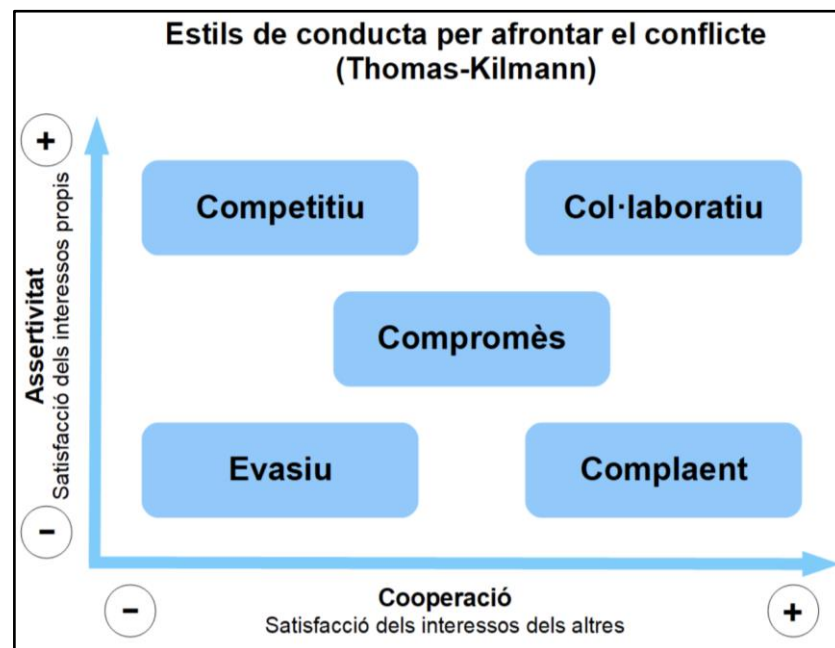 Estils de conducta per afrontar el conflicte
(Thomas-Kilmann)
+
Assertivitat
Satisfacció dels interessos propis
-
Competitiu
Col·laboratiu
Compromès
Evasiu
Complaent
-
Cooperació
Satisfacció dels interessos dels altres
+